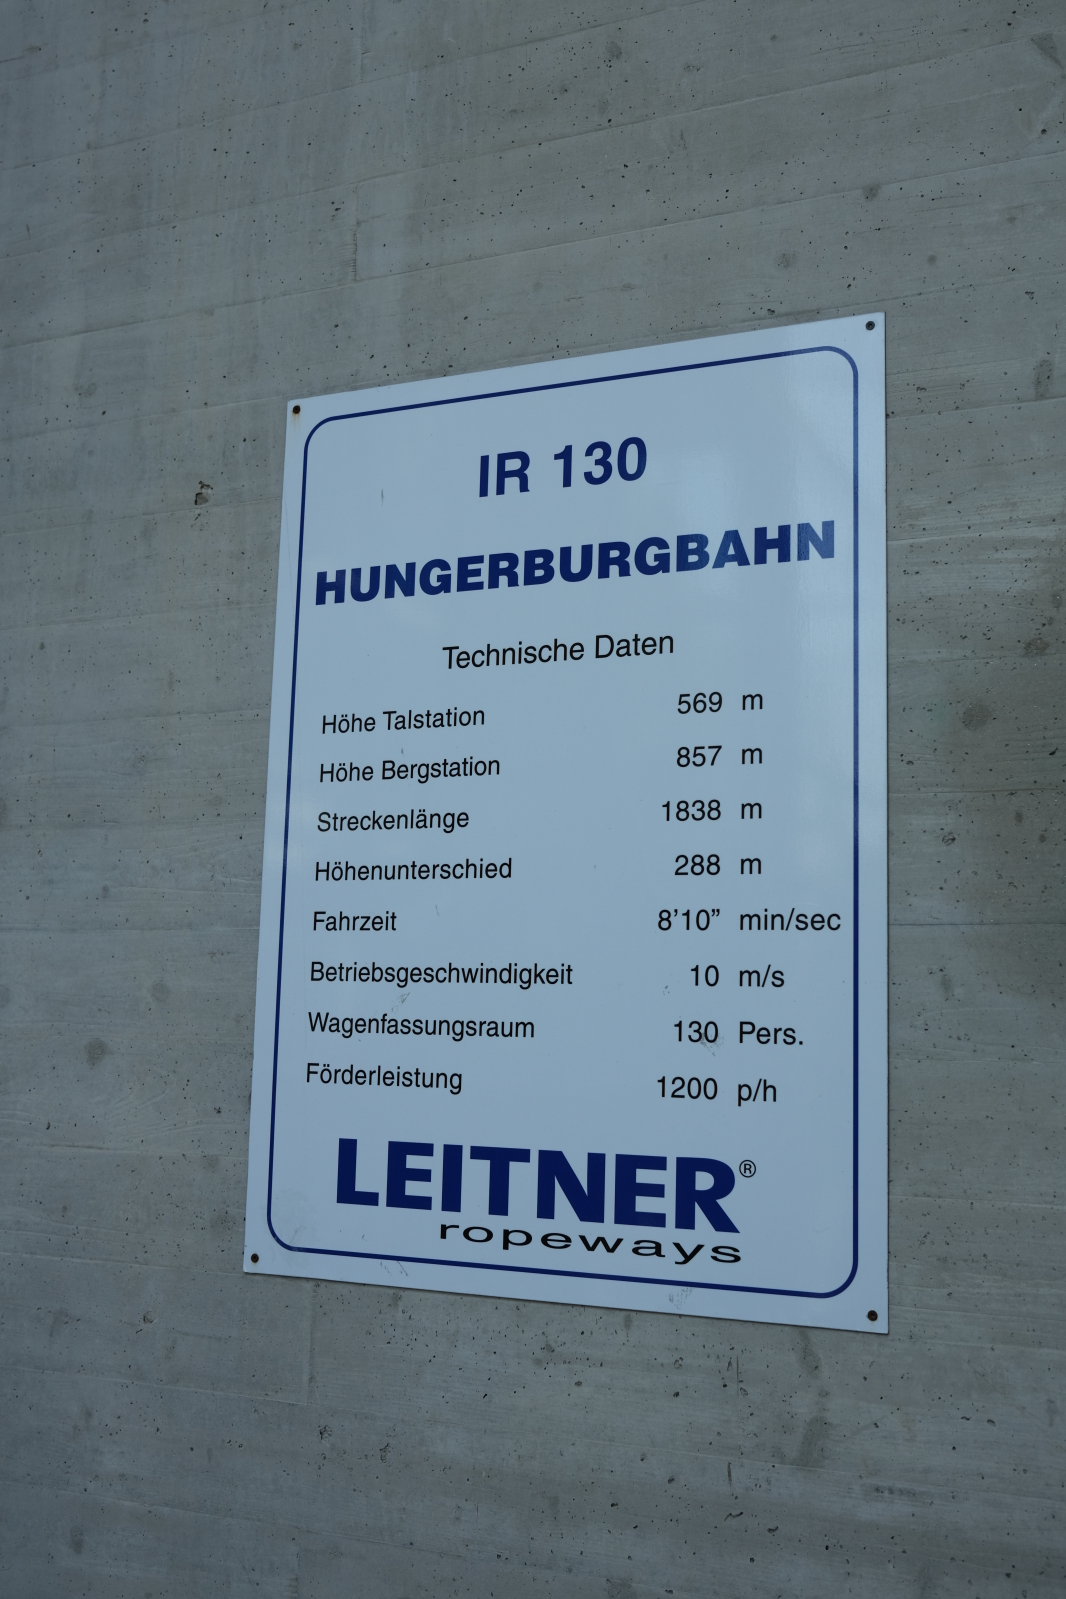 IR 130
HUNGERBURGBAHN
Technische Daten
Höhe Talstation 569 m
Höhe Bergstation 857 m
Streckenlänge 1838 m
Höhenunterschied 288 m
Fahrzeit 8'10” min/sec
Betriebsgeschwindigkeit 10 m/s
Wagenfassungsraum 130 Pers.
Förderleistung 1200 p/h
LEITNER®
ropeways